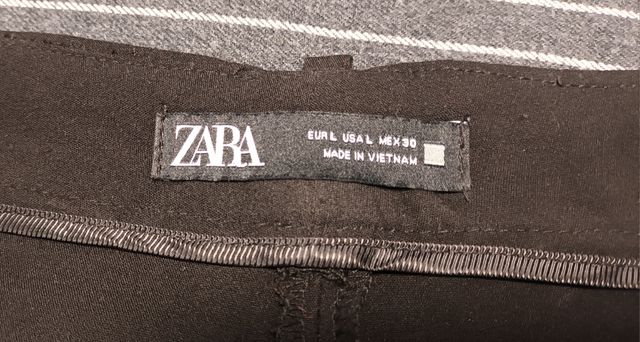 ZARA
EUR L USA L MEX 30
MADE IN VIETNAM